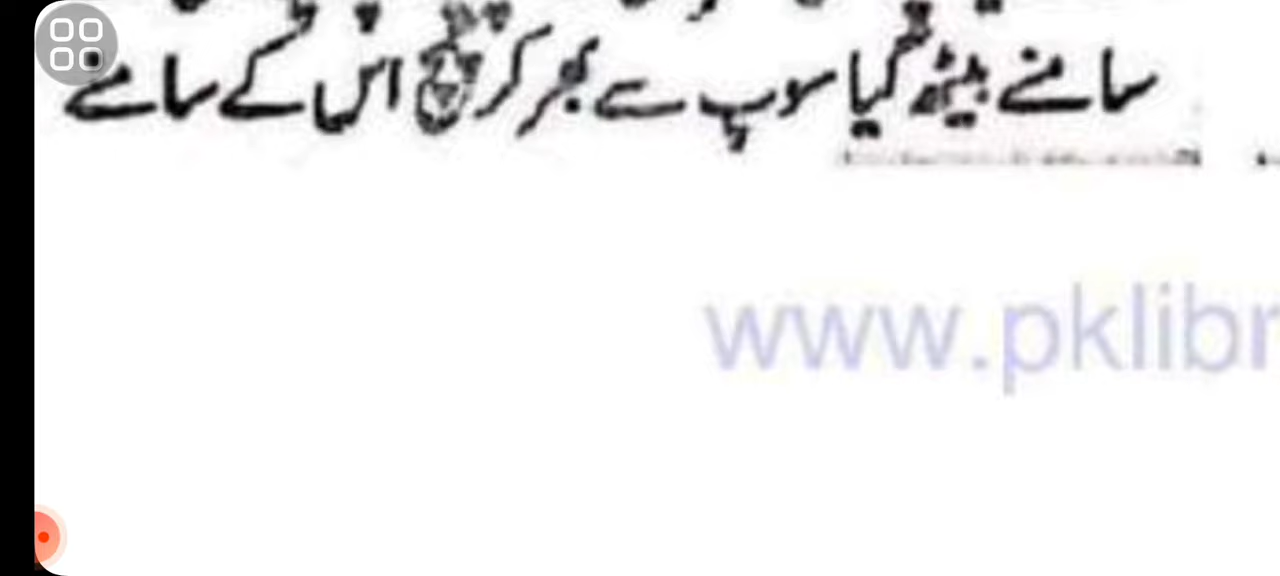 سامنے بیٹھ گیا سوپ سے بھر کر چمچ اس کے سامنے
www.pklibr